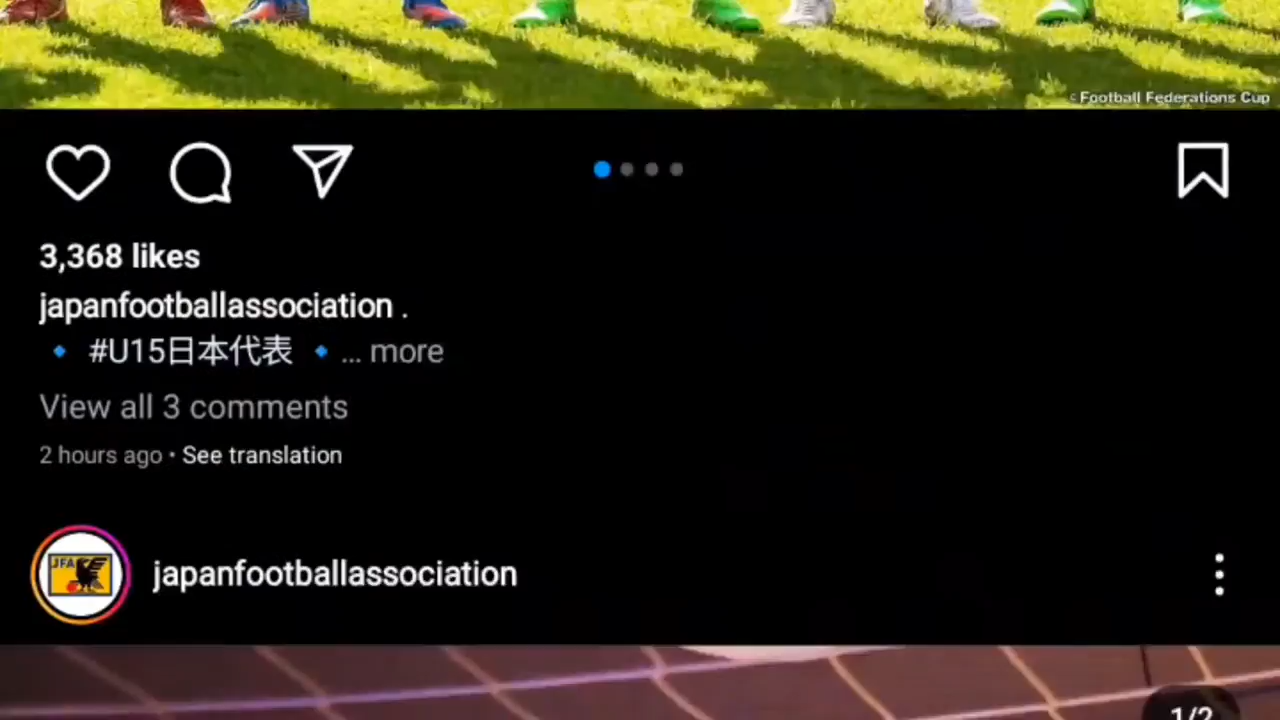 Football Federations Cup
3,368 likes
japanfootballassociation .
🔹 #U15日本代表 🔹... more
View all 3 comments
2 hours ago • See translation
JFA
japanfootballassociation
1/2